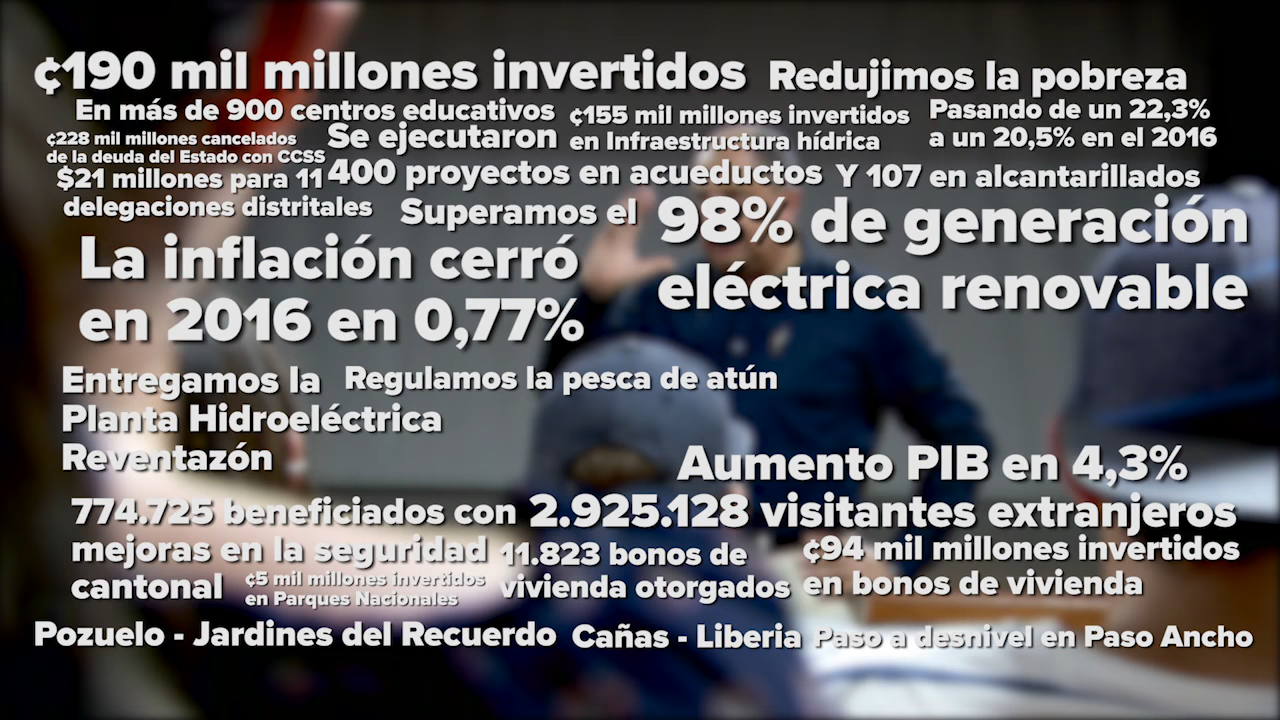 ¢190 mil millones invertidos
En más de 900 centros educativos
Redujimos la pobreza
Pasando de un 22,3%
a un 20,5% en el 2016
¢228 mil millones cancelados
de la deuda del Estado con CCSS
Se ejecutaron
400 proyectos en acueductos
¢155 mil millones invertidos
en Infraestructura hídrica
Y 107 en alcantarillados
$21 millones para 11
delegaciones distritales
Superamos el
98% de generación
eléctrica renovable
La inflación cerró
en 2016 en 0,77%
Entregamos la
Planta Hidroeléctrica
Reventazón
Regulamos la pesca de atún
Aumento PIB en 4,3%
774.725 beneficiados con
mejoras en la seguridad
cantonal
2.925.128 visitantes extranjeros
¢5 mil millones invertidos
en Parques Nacionales
11.823 bonos de
vivienda otorgados
¢94 mil millones invertidos
en bonos de vivienda
Pozuelo - Jardines del Recuerdo
Cañas - Liberia
Paso a desnivel en Paso Ancho